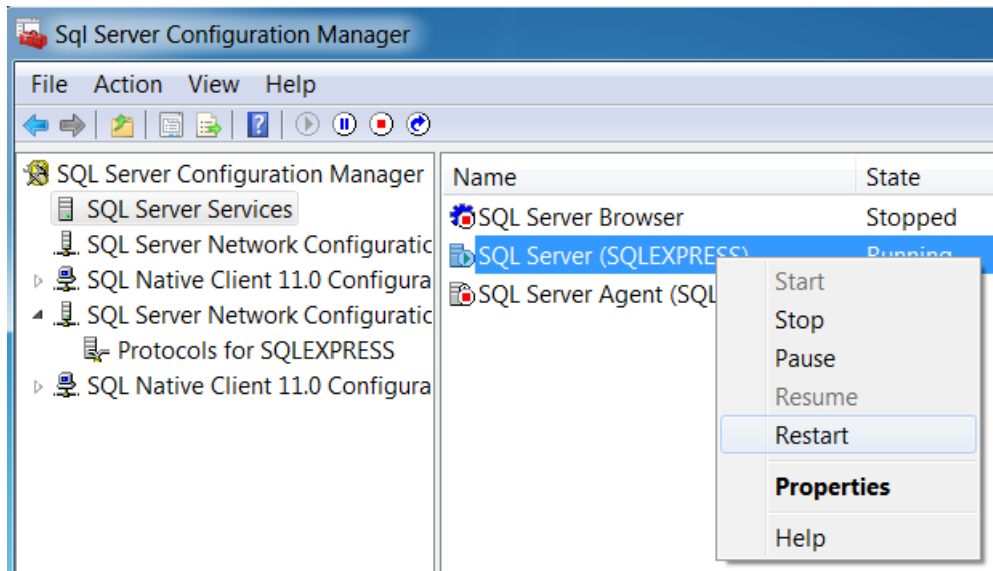 Sql Server Configuration Manager
File Action View Help
SQL Server Configuration Manager
SQL Server Services
SQL Server Network Configuratic
SQL Native Client 11.0 Configura
SQL Server Network Configuratic
Protocols for SQLEXPRESS
SQL Native Client 11.0 Configura
Name State
SQL Server Browser Stopped
SQL Server (SQLEXPRESS) Running
SQL Server Agent (SQL
Start
Stop
Pause
Resume
Restart
Properties
Help